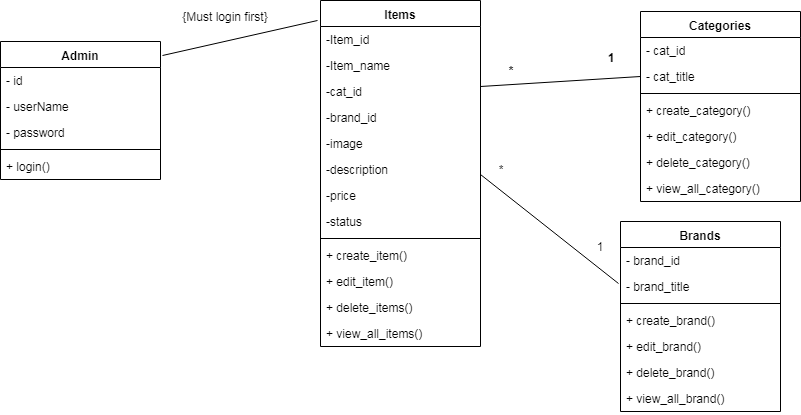 {Must login first}
Admin
- id
- userName
- password
+ login()
Items
-Item_id
-Item_name
-cat_id
-brand_id
-image
-description
-price
-status
+ create_item()
+ edit_item()
+ delete_items()
+ view_all_items()
*
1
*
1
Categories
- cat_id
- cat_title
+ create_category()
+ edit_category()
+ delete_category()
+ view_all_category()
Brands
- brand_id
- brand_title
+ create_brand()
+ edit_brand()
+ delete_brand()
+ view_all_brand()